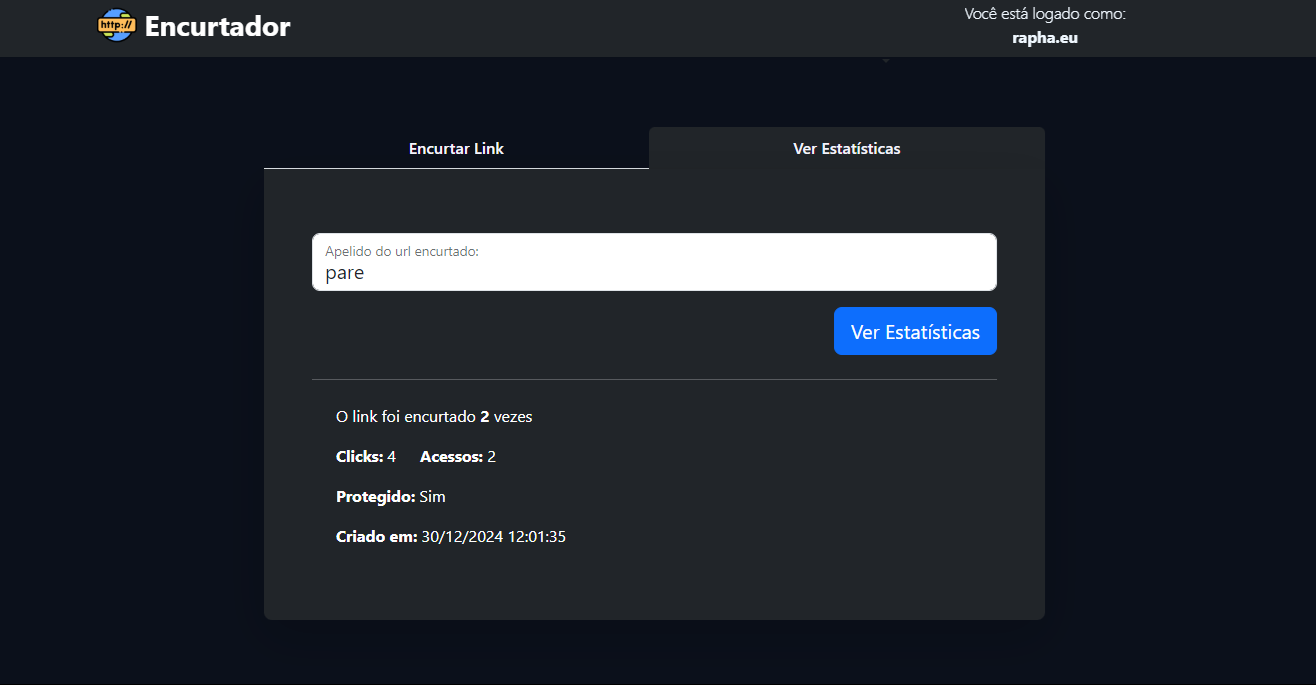 http://
Encurtador
Você está logado como:
rapha.eu
Encurtar Link
Ver Estatísticas
Apelido do url encurtado:
pare
Ver Estatísticas
O link foi encurtado 2 vezes
Clicks: 4 Acessos: 2
Protegido: Sim
Criado em: 30/12/2024 12:01:35